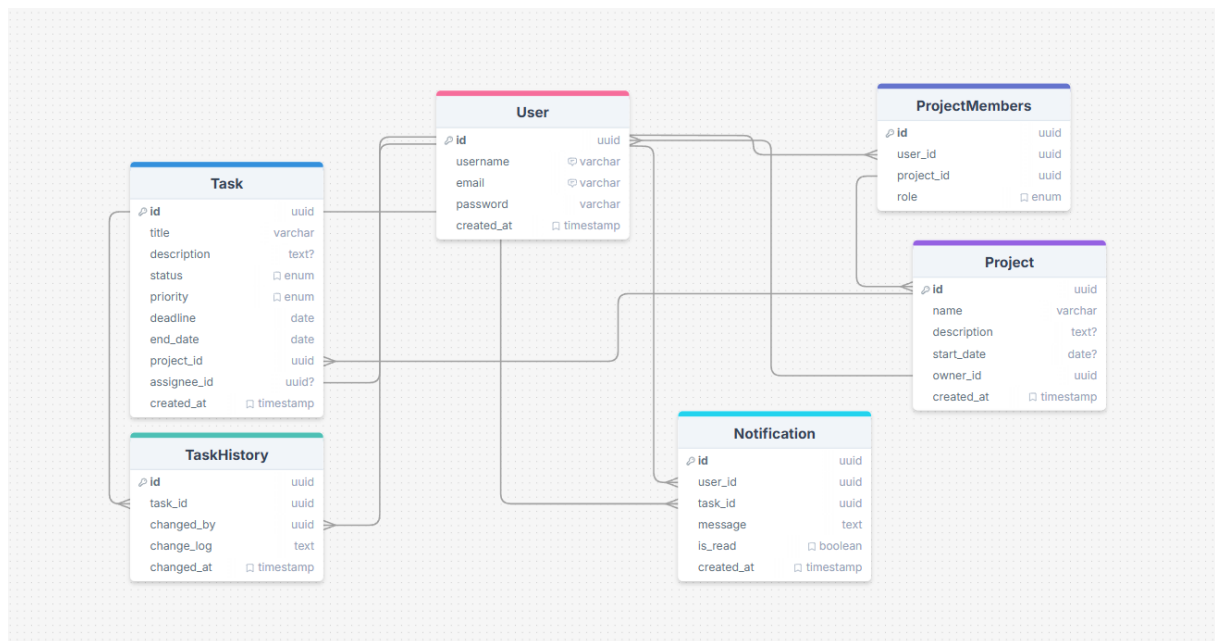 User
id uuid
username varchar
email varchar
password varchar
created_at timestamp
ProjectMembers
id uuid
user_id uuid
project_id uuid
role enum
Task
id uuid
title varchar
description text?
status enum
priority enum
deadline date
end_date date
project_id uuid
assignee_id uuid?
created_at timestamp
Project
id uuid
name varchar
description text?
start_date date?
owner_id uuid
created_at timestamp
TaskHistory
id uuid
task_id uuid
changed_by uuid
change_log text
changed_at timestamp
Notification
id uuid
user_id uuid
task_id uuid
message text
is_read boolean
created_at timestamp